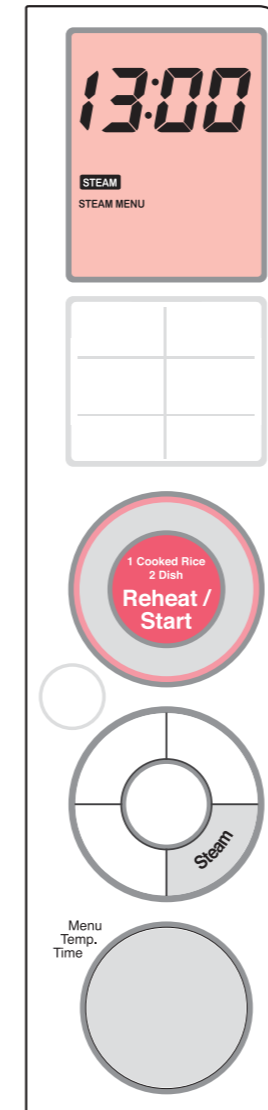 13:00
STEAM
STEAM MENU
1 Cooked Rice
2 Dish
Reheat /
Start
Steam
Menu
Temp.
Time